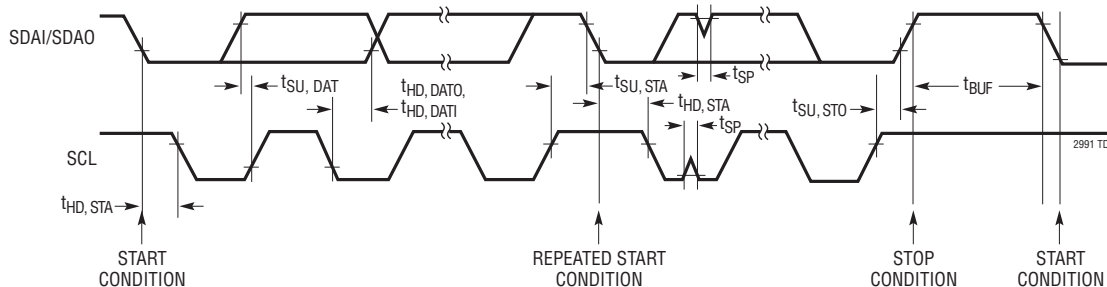 SDAI/SDAO
tSU, DAT
tHD, DATO,
tHD, DATI
tSU, STA
tHD, STA
tSP
tSP
tSU, STO
tBUF
SCL
2991 TD
tHD, STA
START
CONDITION
REPEATED START
CONDITION
STOP
CONDITION
START
CONDITION